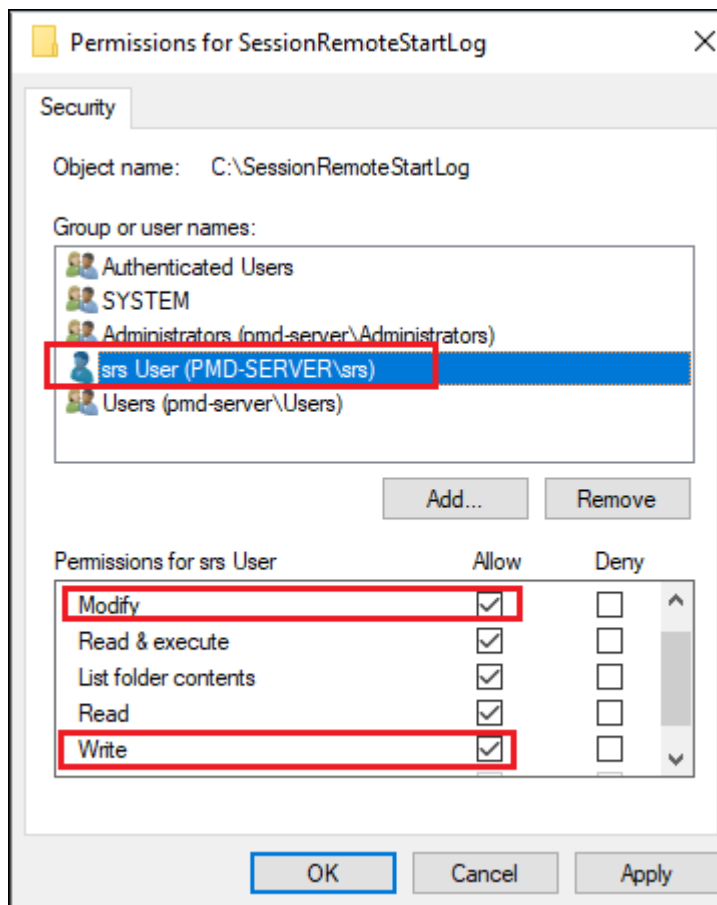 Permissions for SessionRemoteStartLog
Security
Object name: C:\SessionRemoteStartLog
Group or user names:
Authenticated Users
SYSTEM
Administrators (pmd-server\Administrators)
srs User (PMD-SERVER\srs)
Users (pmd-server\Users)
Add... Remove
Permissions for srs User Allow Deny
Modify
Read & execute
List folder contents
Read
Write
OK Cancel Apply